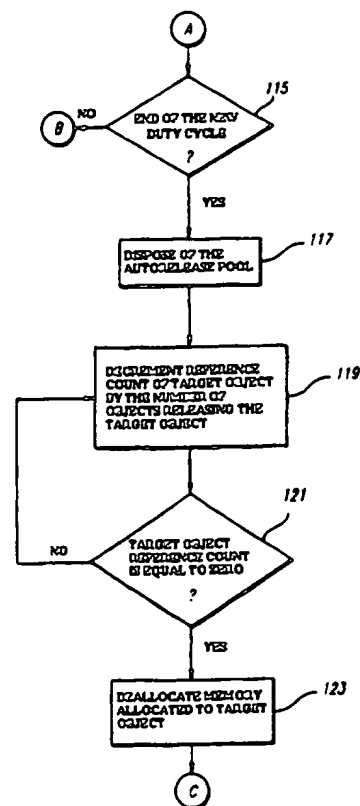 A
115
END OF THE NEW
DUTY CYCLE
?
NO
B
YES
117
DISPOSE OF THE
AUTORELEASE POOL
DECREMENT REFERENCE
COUNT OF TARGET OBJECT
BY THE NUMBER OF
OBJECTS RELEASING THE
TARGET OBJECT
119
121
TARGET OBJECT
REFERENCE COUNT
IS EQUAL TO ZERO
?
NO
YES
DEALLOCATE MEMORY
ALLOCATED TO TARGET
OBJECT
123
C